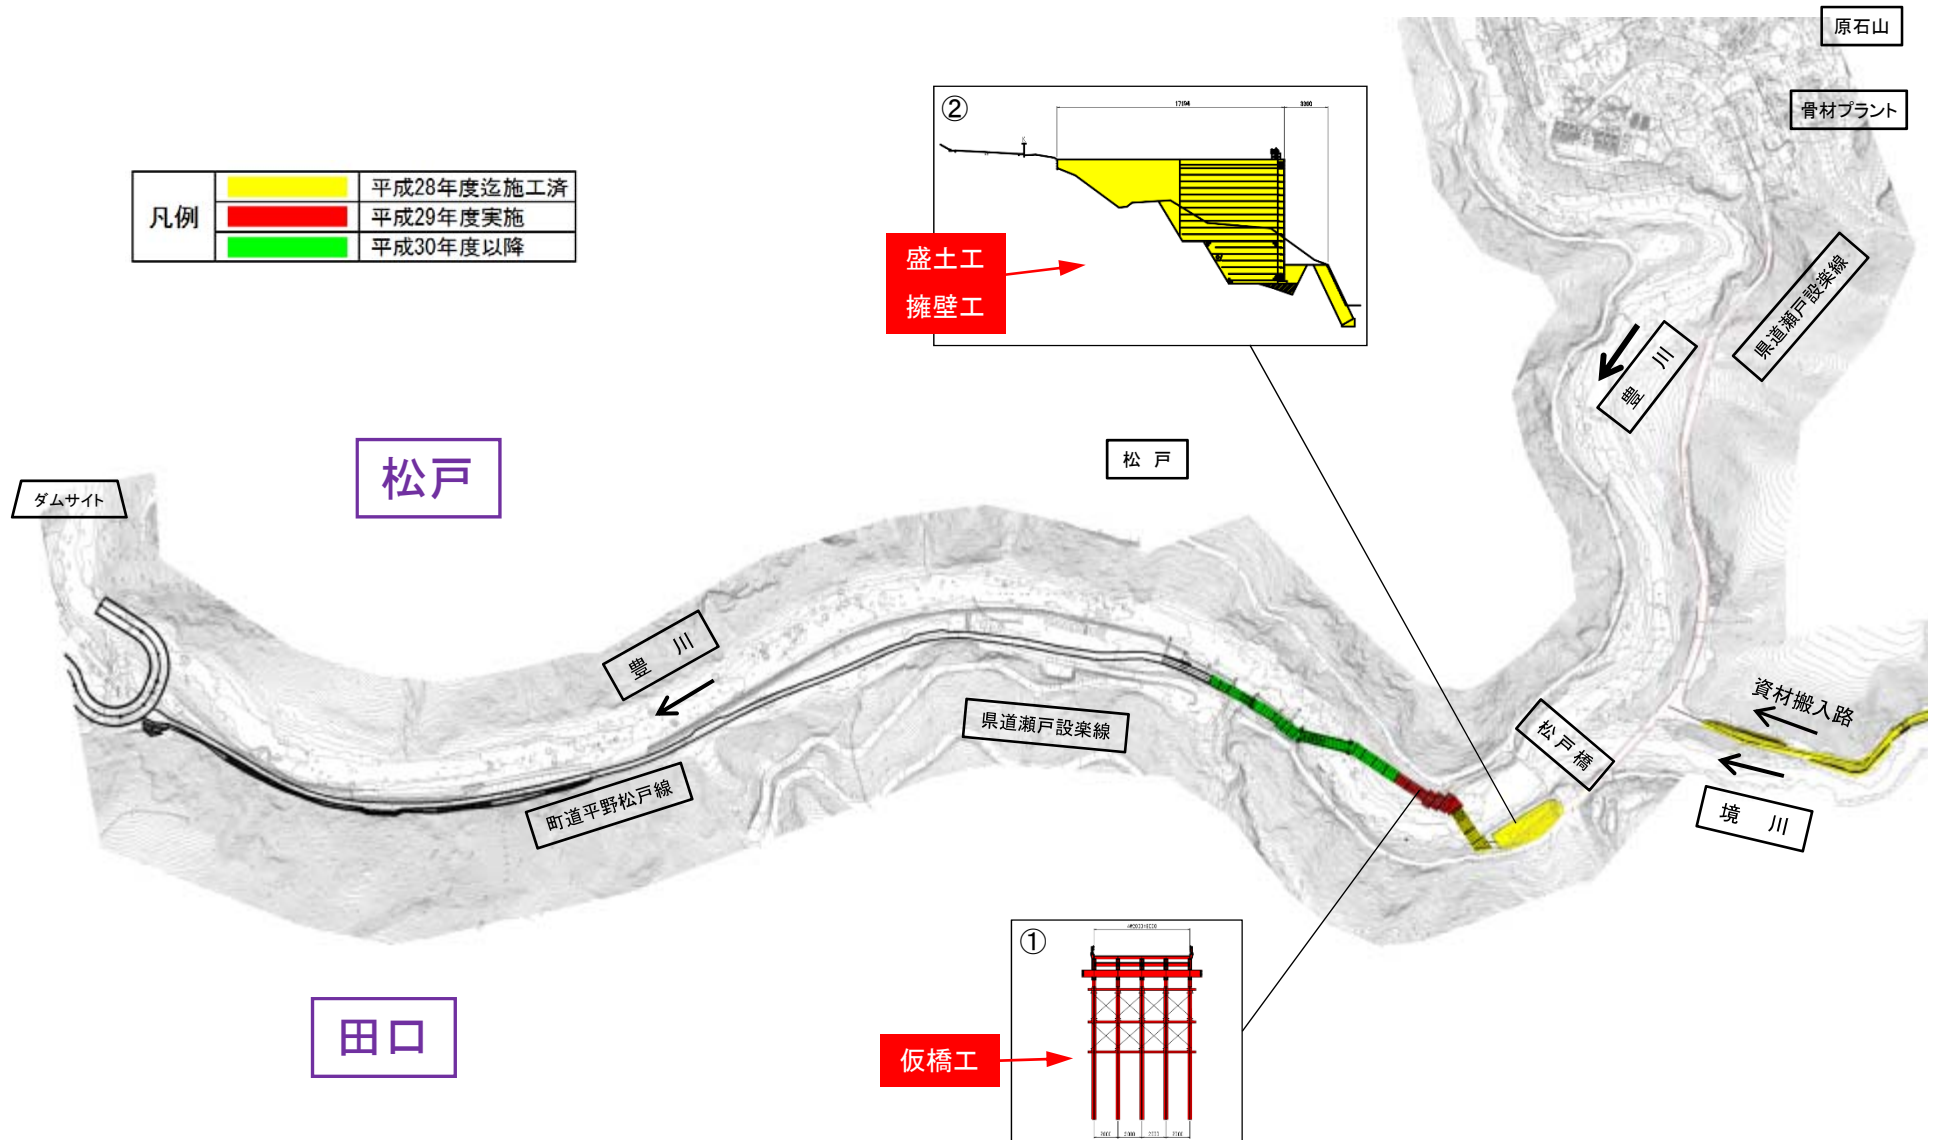 原石山
骨材プラント
②
17194
3000
凡例
平成28年度迄施工済
平成29年度実施
平成30年度以降
盛土工
擁壁工
県道瀬戸設楽線
豊 川
松戸
松 戸
ダムサイト
豊 川
県道瀬戸設楽線
町道平野松戸線
松戸橋
資材搬入路
境 川
①
仮橋工
田口